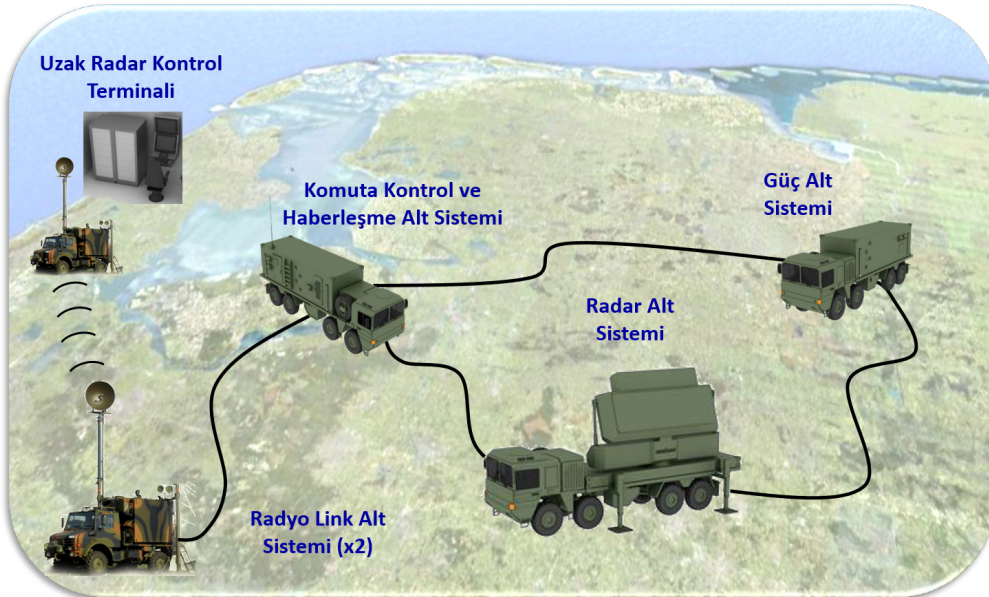 Uzak Radar Kontrol
Terminali
Komuta Kontrol ve
Haberleşme Alt Sistemi
Güç Alt
Sistemi
Radar Alt
Sistemi
Radyo Link Alt
Sistemi (x2)